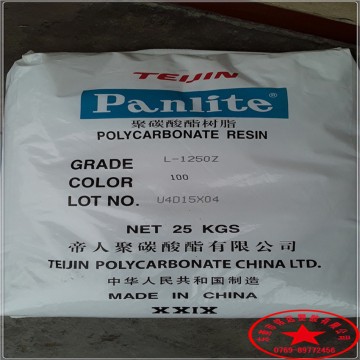 TEIJIN
Panlite
聚碳酸酯树脂
POLYCARBONATE RESIN
GRADE L-1250Z
COLOR 100
LOT NO. U4D15X04
NET 25 KGS
帝人聚碳酸酯有限公司
TEIJIN POLYCARBONATE CHINA LTD.
中华人民共和国制造
MADE IN CHINA
XXIX
0769-89772456